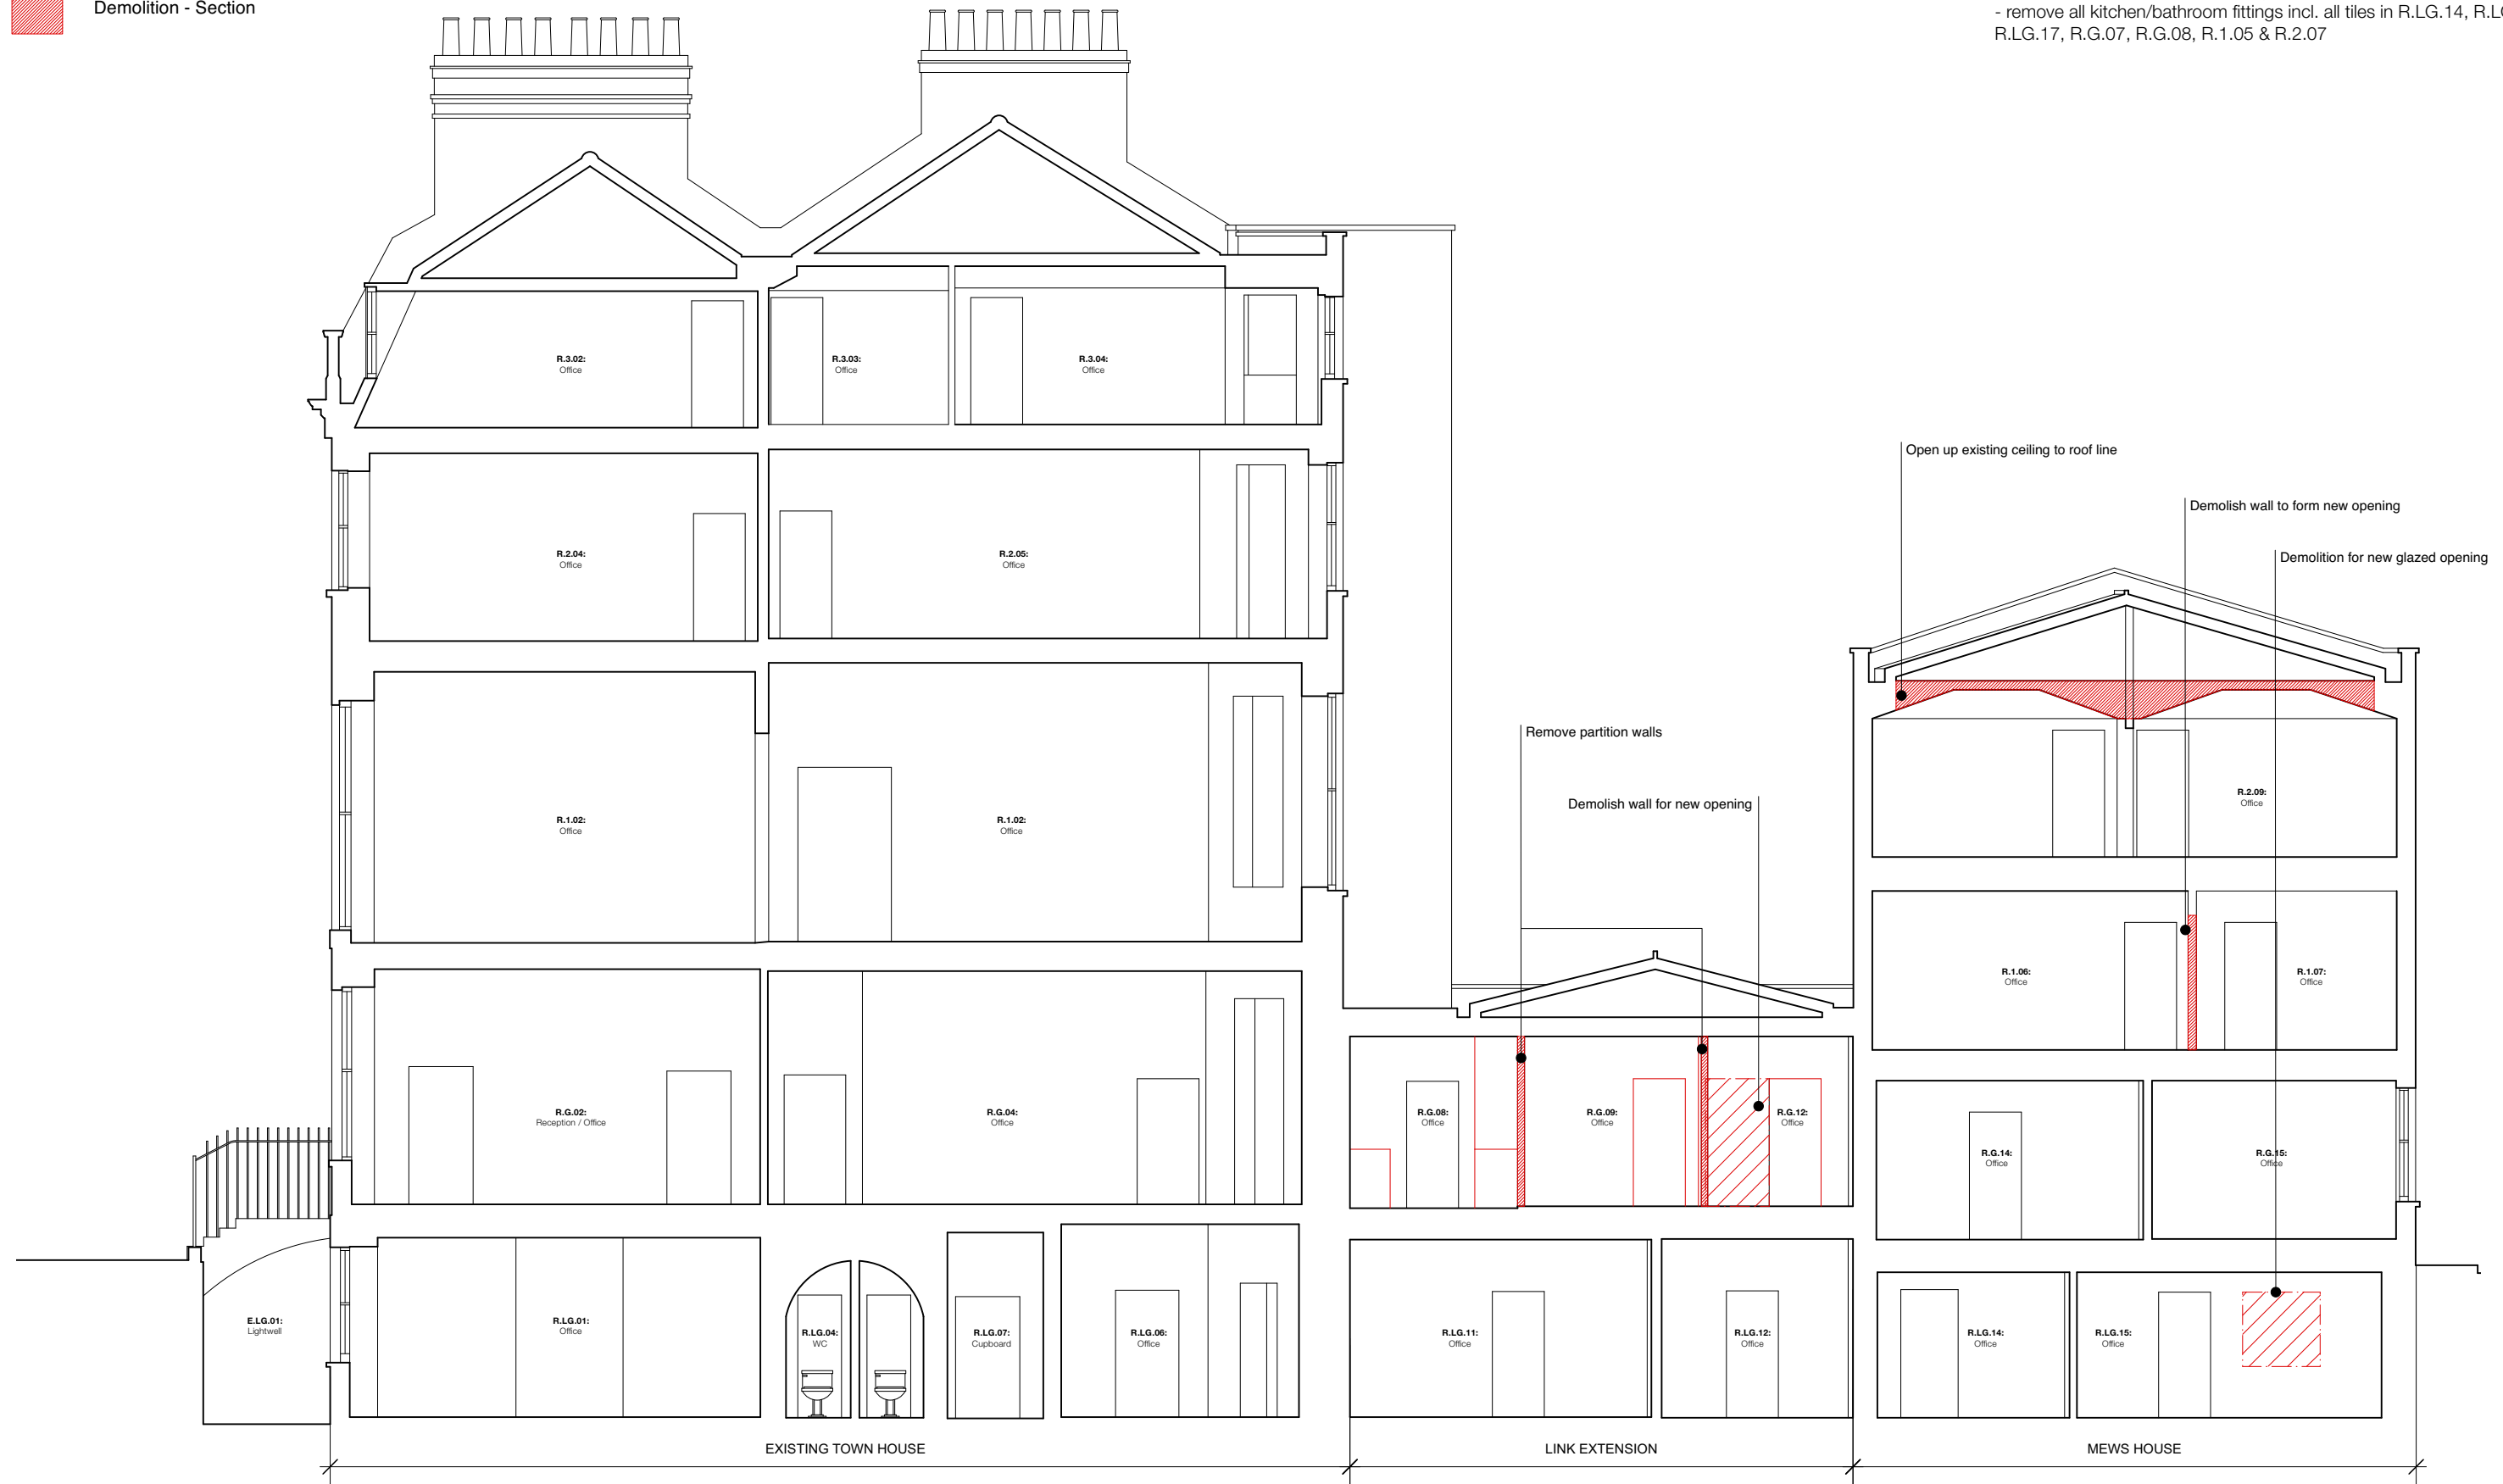 Demolition - Section
- remove all kitchen/bathroom fittings incl. all tiles in R.LG.14,
R.LG.17, R.G.07, R.G.08, R.1.05 & R.2.07
R.3.02:
Office
R.3.03:
Office
R.3.04:
Office
Open up existing ceiling to roof line
Demolish wall to form new opening
Demolition for new glazed opening
R.2.04:
Office
R.2.05:
Office
Remove partition walls
Demolish wall for new opening
R.2.09:
Office
R.1.02:
Office
R.1.02:
Office
R.1.06:
Office
R.1.07:
Office
R.G.02:
Reception / Office
R.G.04:
Office
R.G.08:
Office
R.G.09:
Office
R.G.12:
Office
R.G.14:
Office
R.G.15:
Office
E.LG.01:
Lightwell
R.LG.01:
Office
R.LG.04:
WC
R.LG.07:
Cupboard
R.LG.06:
Office
R.LG.11:
Office
R.LG.12:
Office
R.LG.14:
Office
R.LG.15:
Office
EXISTING TOWN HOUSE
LINK EXTENSION
MEWS HOUSE